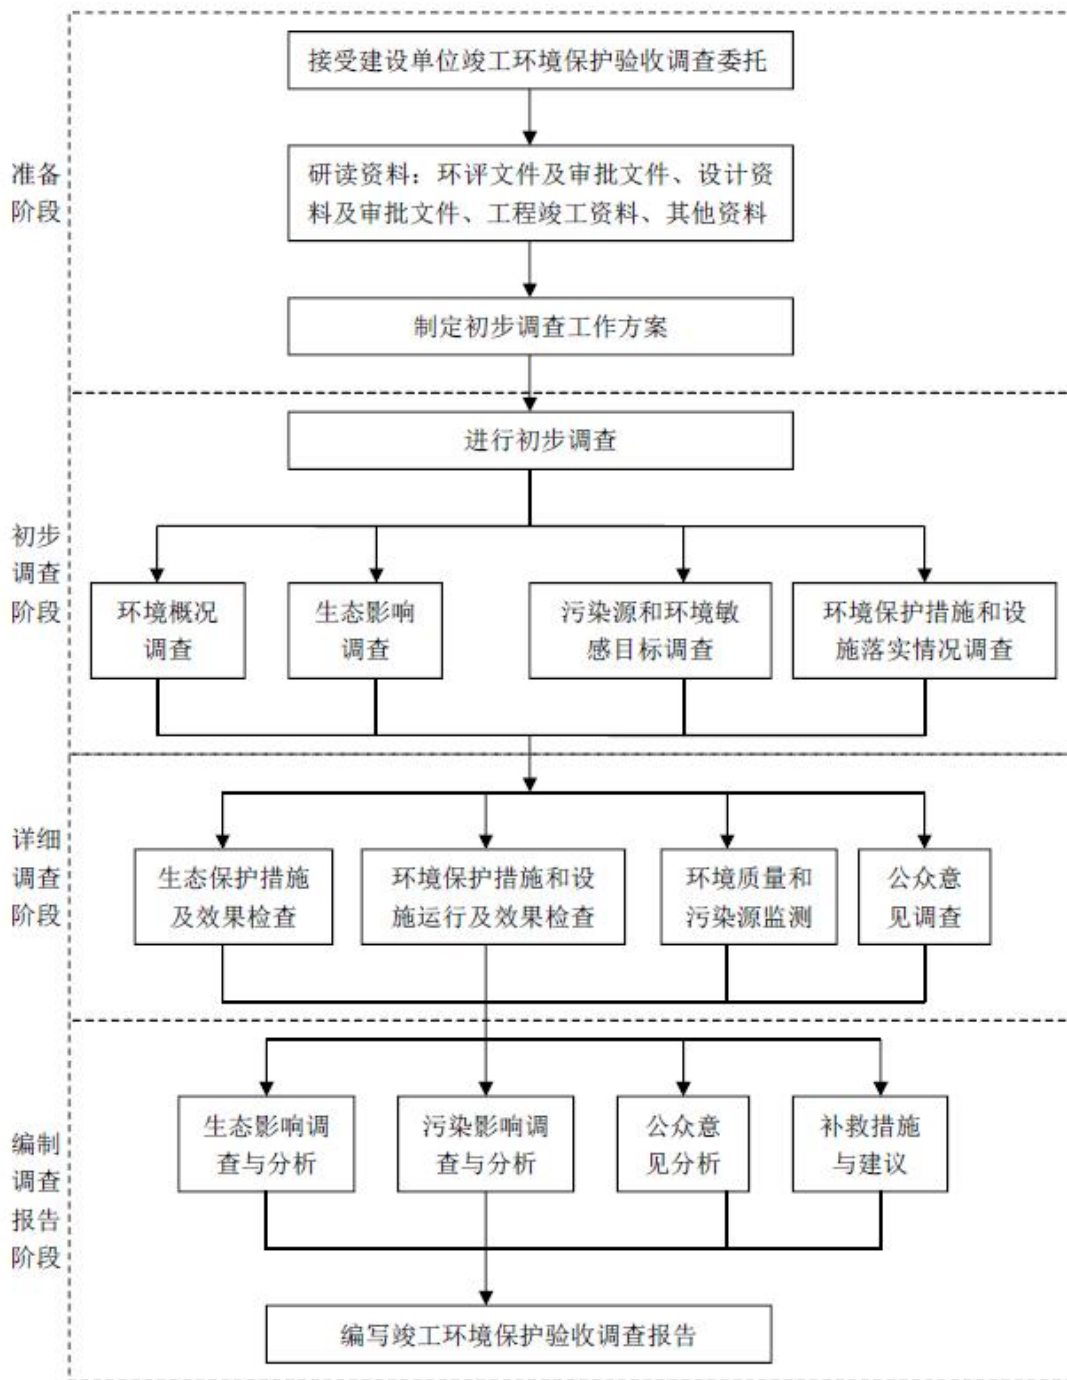 接受建设单位竣工环境保护验收调查委托
准备
阶段
研读资料：环评文件及审批文件、设计资
料及审批文件、工程竣工资料、其他资料
制定初步调查工作方案
进行初步调查
初步
调查
阶段
环境概况
调查
生态影响
调查
污染源和环境敏
感目标调查
环境保护措施和设
施落实情况调查
详细
调查
阶段
生态保护措施
及效果检查
环境保护措施和设
施运行及效果检查
环境质量和
污染源监测
公众意
见调查
编制
调查
报告
阶段
生态影响调
查与分析
污染影响调
查与分析
公众意
见分析
补救措施
与建议
编写竣工环境保护验收调查报告